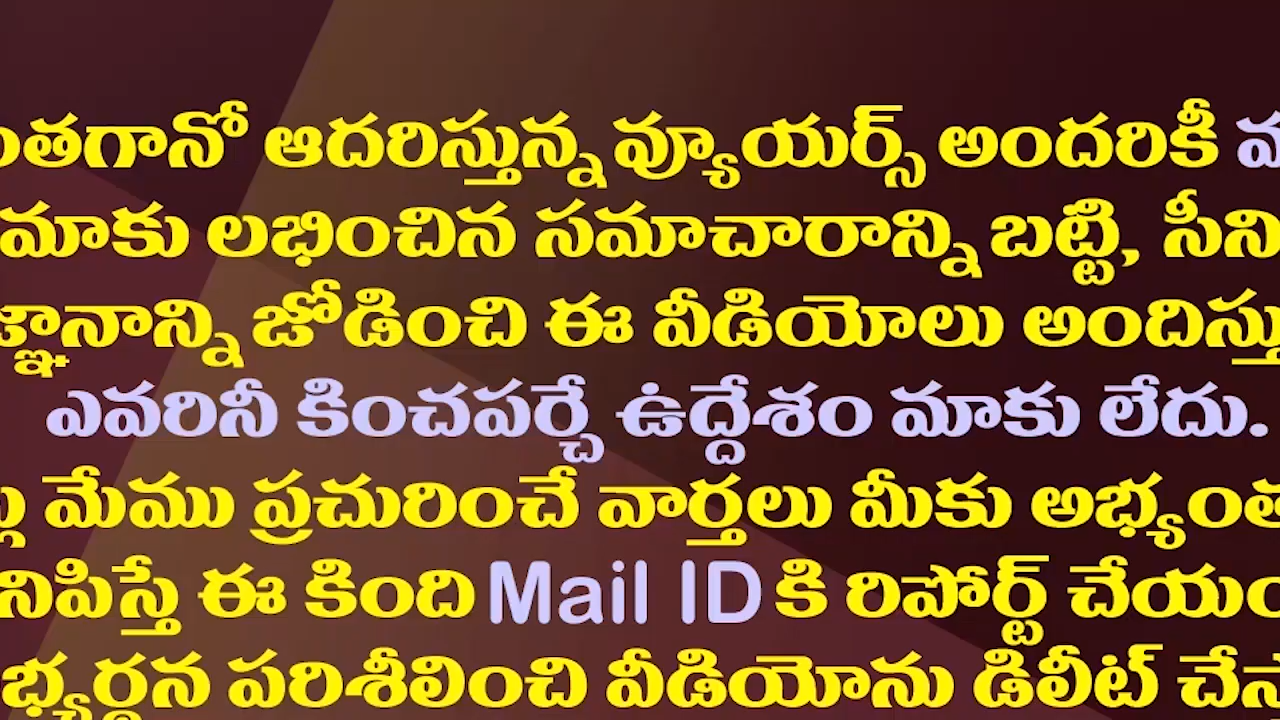 ంతగానో ఆదరిస్తున్న వ్యూయర్స్ అందరికీ
మాకు లభించిన సమాచారాన్ని బట్టి, సీని
జ్ఞానాన్ని జోడించి ఈ వీడియోలు అందిస్తు
ఎవరినీ కించపర్చే ఉద్దేశం మాకు లేదు.
మేము ప్రచురించే వార్తలు మీకు అభ్యంత
నిపిస్తే ఈ కింది Mail ID కి రిపోర్ట్ చేయం
భ్యర్థన పరిశీలించి వీడియోను డిలీట్ చేస